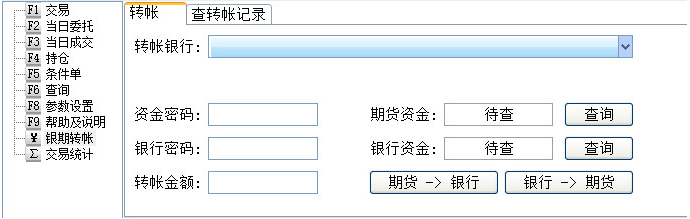 F1 交易
F2 当日委托
F3 当日成交
F4 持仓
F5 条件单
F6 查询
F8 参数设置
F9 帮助及说明
¥ 银期转帐
Σ 交易统计
转帐 查转帐记录
转帐银行：
资金密码： 期货资金： 待查 查询
银行密码： 银行资金： 待查 查询
转帐金额： 期货 -> 银行 银行 -> 期货